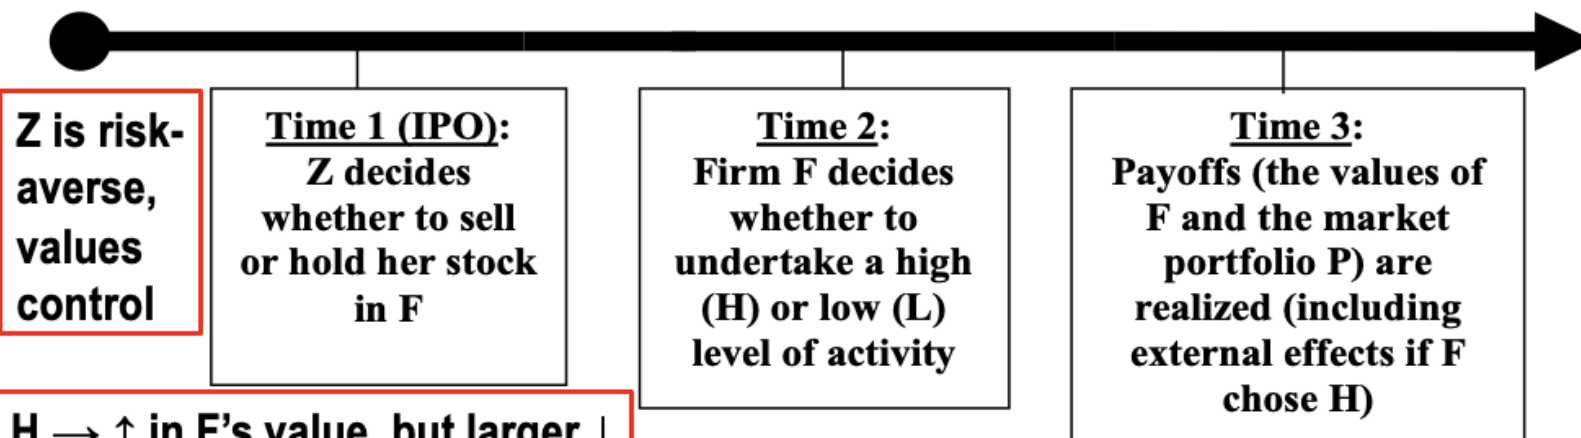 Z is risk-
averse,
values
control
Time 1 (IPO):
Z decides
whether to sell
or hold her stock
in F
Time 2:
Firm F decides
whether to
undertake a high
(H) or low (L)
level of activity
Time 3:
Payoffs (the values of
F and the market
portfolio P) are
realized (including
external effects if F
chose H)
H → ↑ in F's value, but larger ↓